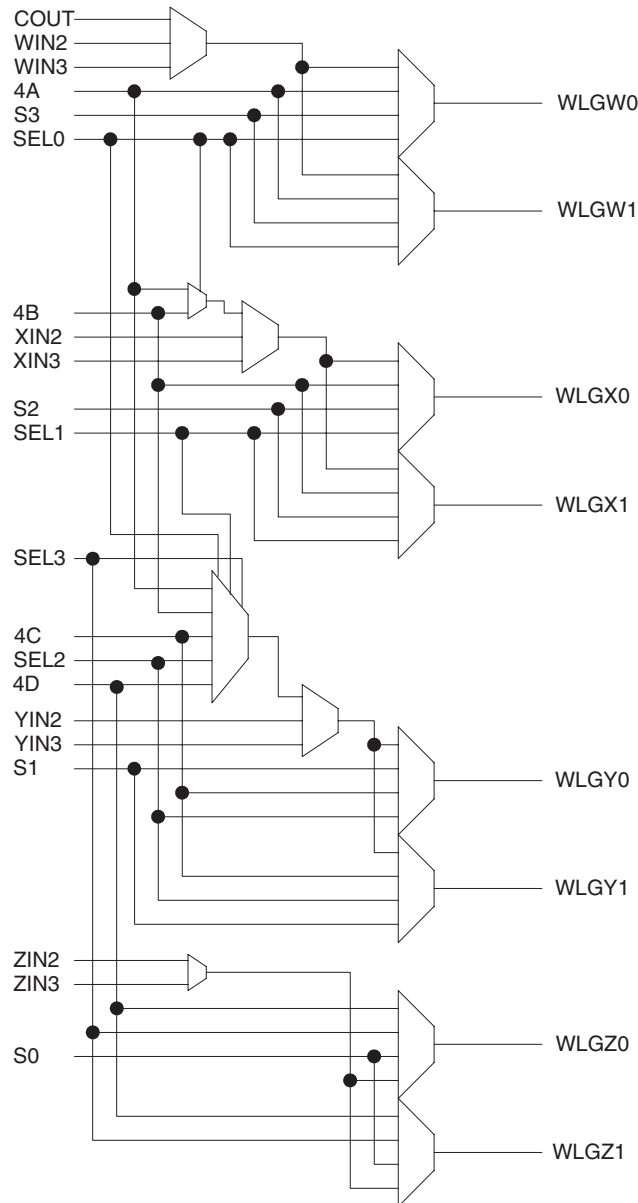 COUT
WIN2
WIN3
4A
S3
SEL0
WLGW0
WLGW1
4B
XIN2
XIN3
S2
SEL1
WLGX0
WLGX1
SEL3
4C
SEL2
4D
YIN2
YIN3
S1
WLGY0
WLGY1
ZIN2
ZIN3
S0
WLGZ0
WLGZ1